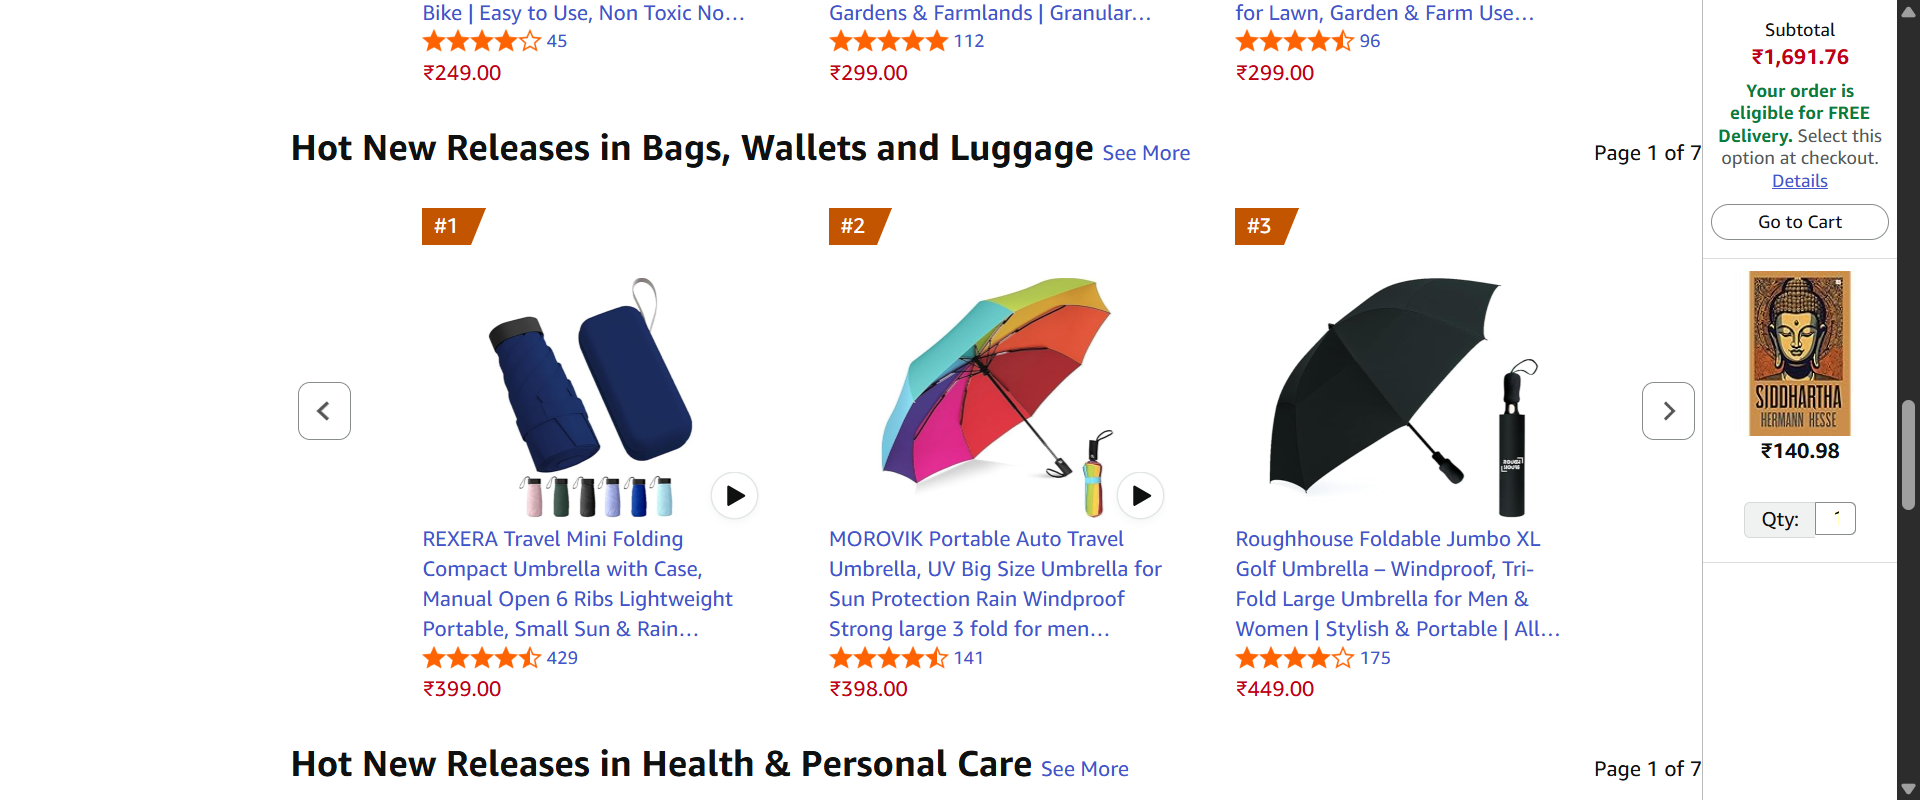 Bike | Easy to Use, Non Toxic No...
45
₹249.00
Gardens & Farmlands | Granular...
112
₹299.00
for Lawn, Garden & Farm Use...
96
₹299.00
Hot New Releases in Bags, Wallets and Luggage See More
Page 1 of 7
#1
REXERA Travel Mini Folding
Compact Umbrella with Case,
Manual Open 6 Ribs Lightweight
Portable, Small Sun & Rain...
429
₹399.00
#2
MOROVIK Portable Auto Travel
Umbrella, UV Big Size Umbrella for
Sun Protection Rain Windproof
Strong large 3 fold for men...
141
₹398.00
#3
ROUGH
HOUSE
Roughhouse Foldable Jumbo XL
Golf Umbrella – Windproof, Tri-
Fold Large Umbrella for Men &
Women | Stylish & Portable | All...
175
₹449.00
Hot New Releases in Health & Personal Care See More
Page 1 of 7
Subtotal
₹1,691.76
Your order is
eligible for FREE
Delivery. Select this
option at checkout.
Details
Go to Cart
SIDDHARTHA
HERMANN HESSE
₹140.98
Qty: